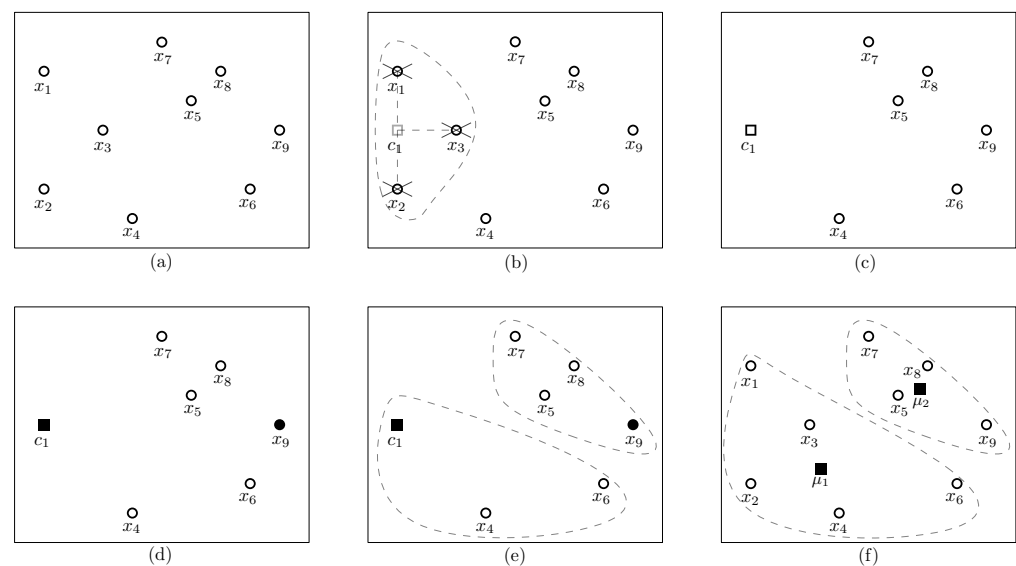 x₇
x₁ x₈
x₅
x₃ x₉
x₂ x₆
x₄
(a)
x₇
x₁ x₈
x₅
c₁ x₃ x₉
x₂ x₆
x₄
(b)
x₇
x₈
x₅
c₁ x₉
x₆
x₄
(c)
x₇
x₈
x₅
c₁ x₉
x₆
x₄
(d)
x₇
x₈
x₅
c₁ x₉
x₆
x₄
(e)
x₇
x₁ x₈
x₅ μ₂
x₃ x₉
μ₁
x₂ x₆
x₄
(f)